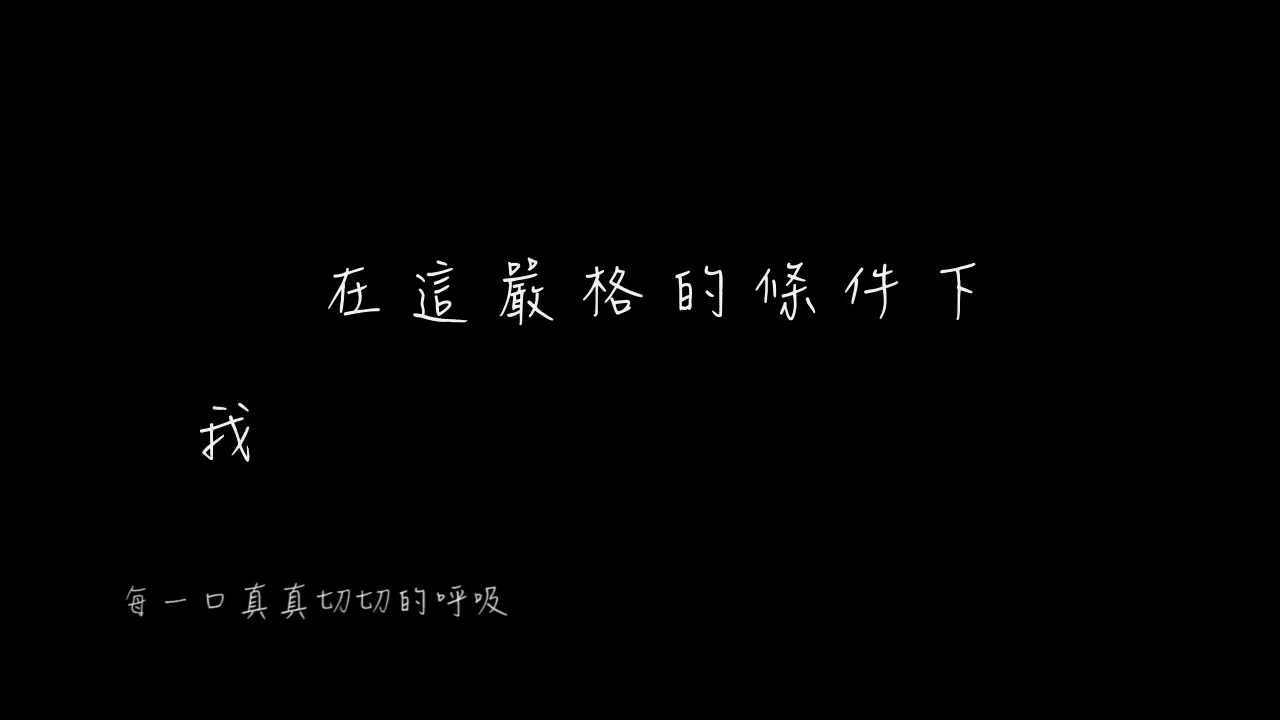 在這嚴格的條件下
我
每一口真真切切的呼吸